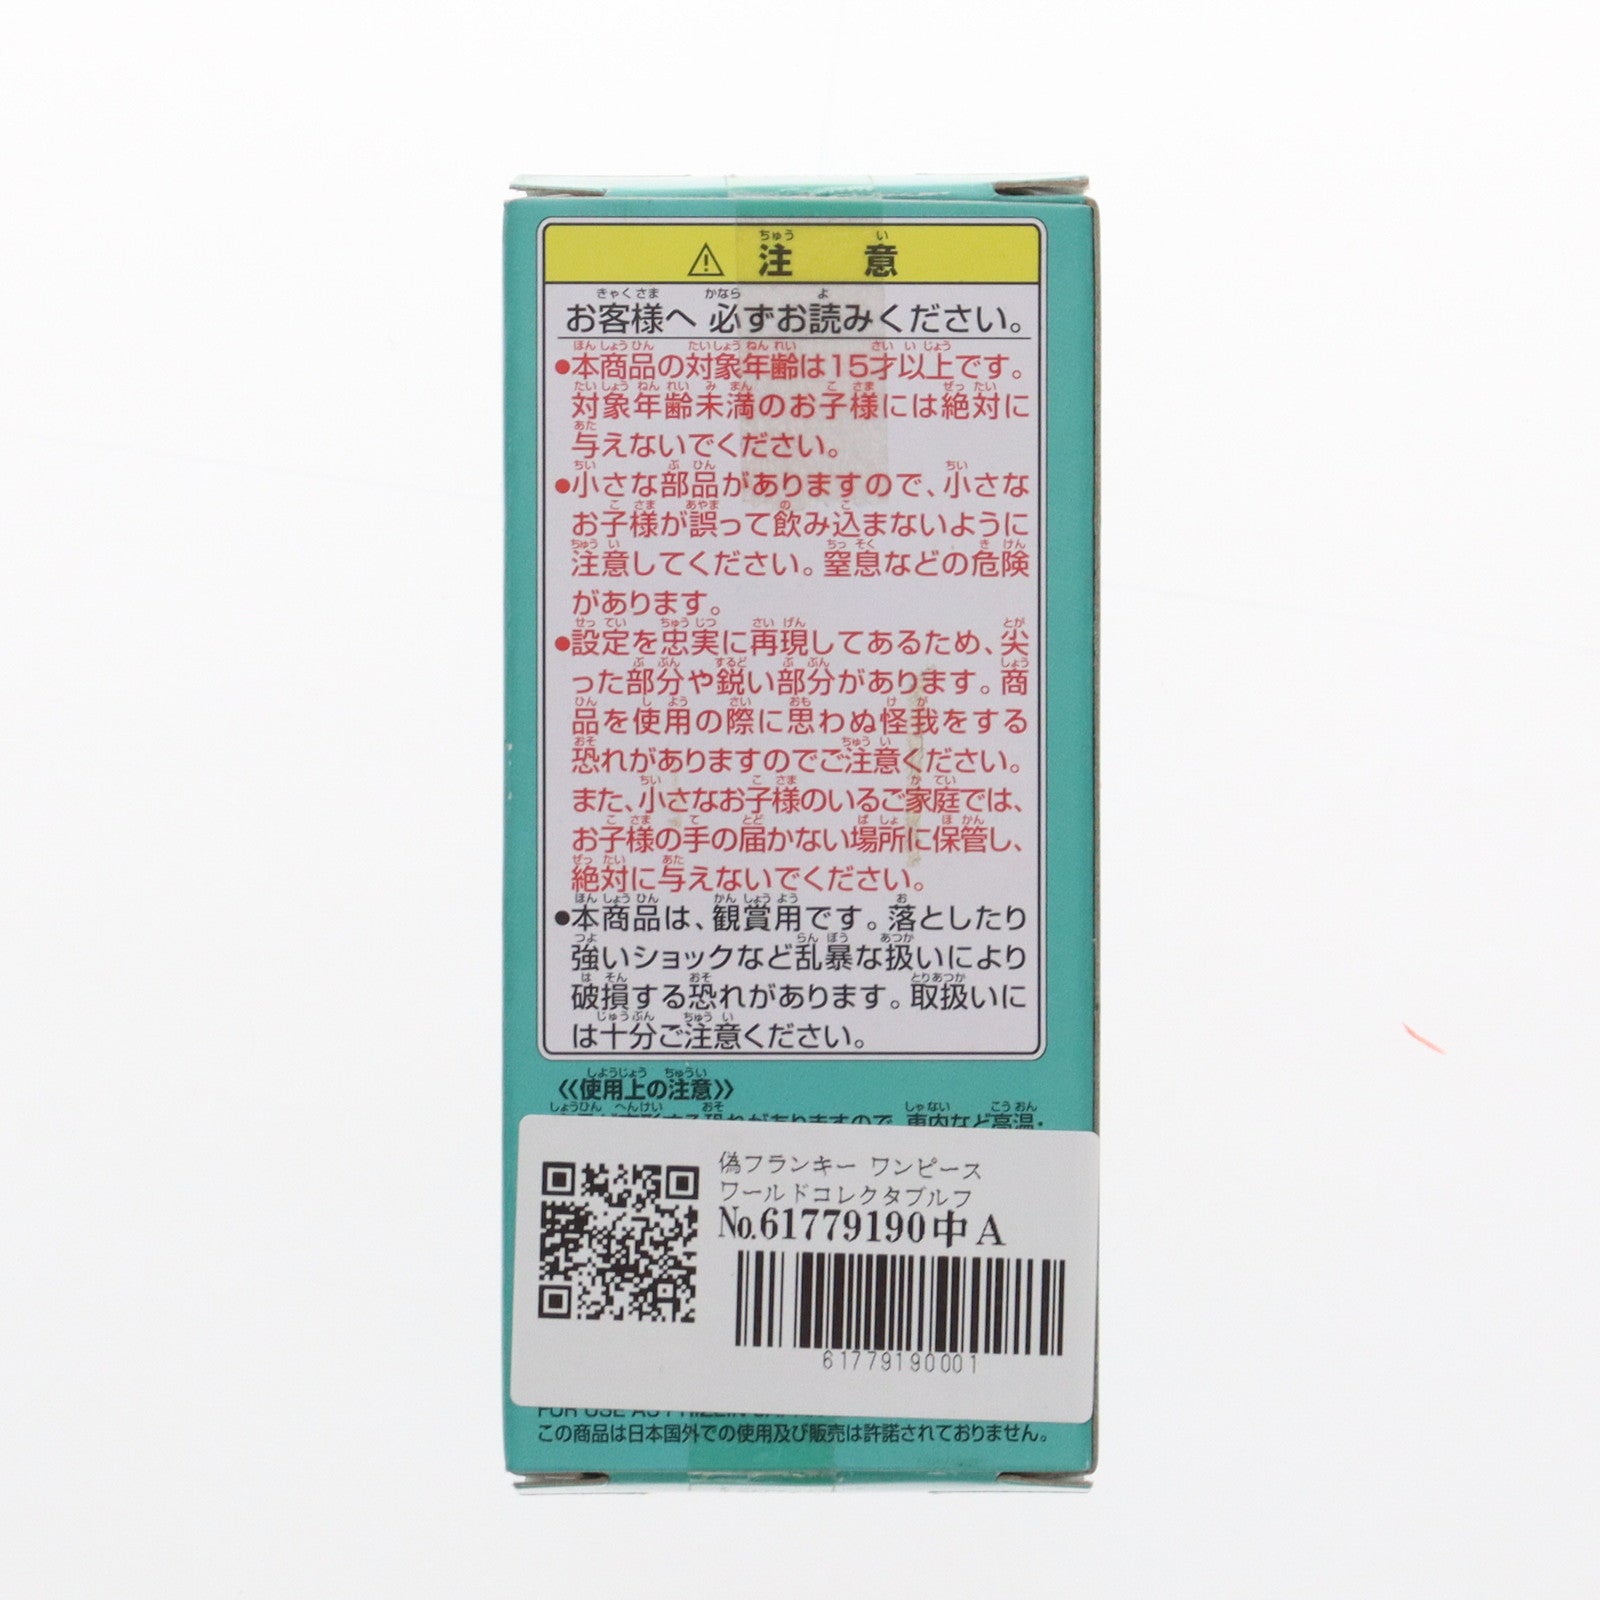 ⚠ 注意
お客様へ 必ずお読みください。
●本商品の対象年齢は15才以上です。
対象年齢未満のお子様には絶対に
与えないでください。
●小さな部品がありますので、小さな
お子様が誤って飲み込まないように
注意してください。窒息などの危険
があります。
●設定を忠実に再現してあるため、尖
った部分や鋭い部分があります。商
品を使用の際に思わぬ怪我をする
恐れがありますのでご注意ください。
また、小さなお子様のいるご家庭では、
お子様の手の届かない場所に保管し、
絶対に与えないでください。
●本商品は、観賞用です。落としたり
強いショックなど乱暴な扱いにより
破損する恐れがあります。取扱いに
は十分ご注意ください。
《使用上の注意》
恐れがありますので、車内など高温・
偽フランキー ワンピース
ワールドコレクタブルフ
No.61779190中A
61779190001
この商品は日本国外での使用及び販売は許諾されておりません。